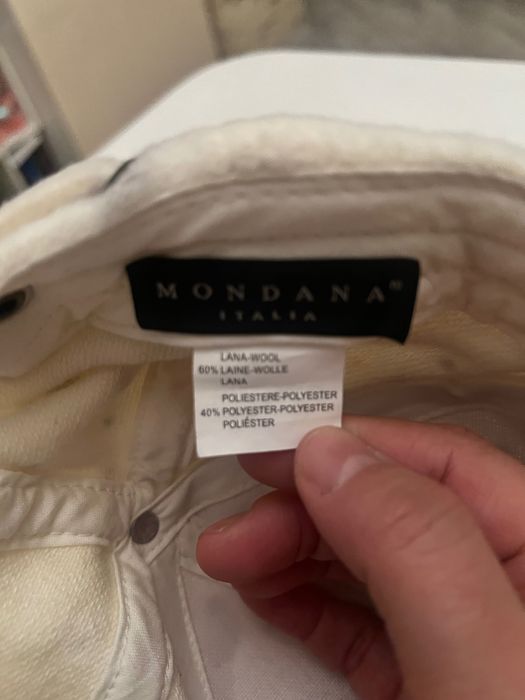 MONDANA
ITALIA
LANA-WOOL
60% LAINE-WOLLE
LANA
POLIESTERE-POLYESTER
40% POLYESTER-POLYESTER
POLIÉSTER